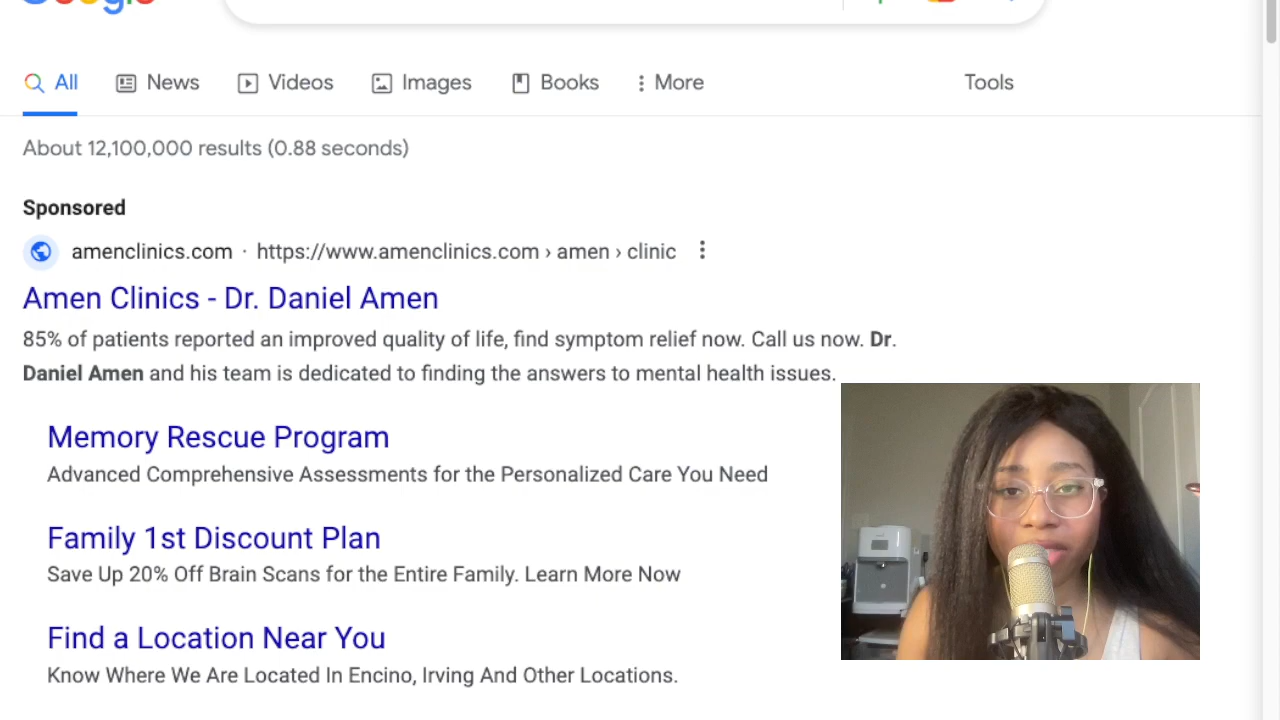 Google
All
News
Videos
Images
Books
More
Tools
About 12,100,000 results (0.88 seconds)
Sponsored
amenclinics.com · https://www.amenclinics.com › amen › clinic
Amen Clinics - Dr. Daniel Amen
85% of patients reported an improved quality of life, find symptom relief now. Call us now. Dr.
Daniel Amen and his team is dedicated to finding the answers to mental health issues.
Memory Rescue Program
Advanced Comprehensive Assessments for the Personalized Care You Need
Family 1st Discount Plan
Save Up 20% Off Brain Scans for the Entire Family. Learn More Now
Find a Location Near You
Know Where We Are Located In Encino, Irving And Other Locations.